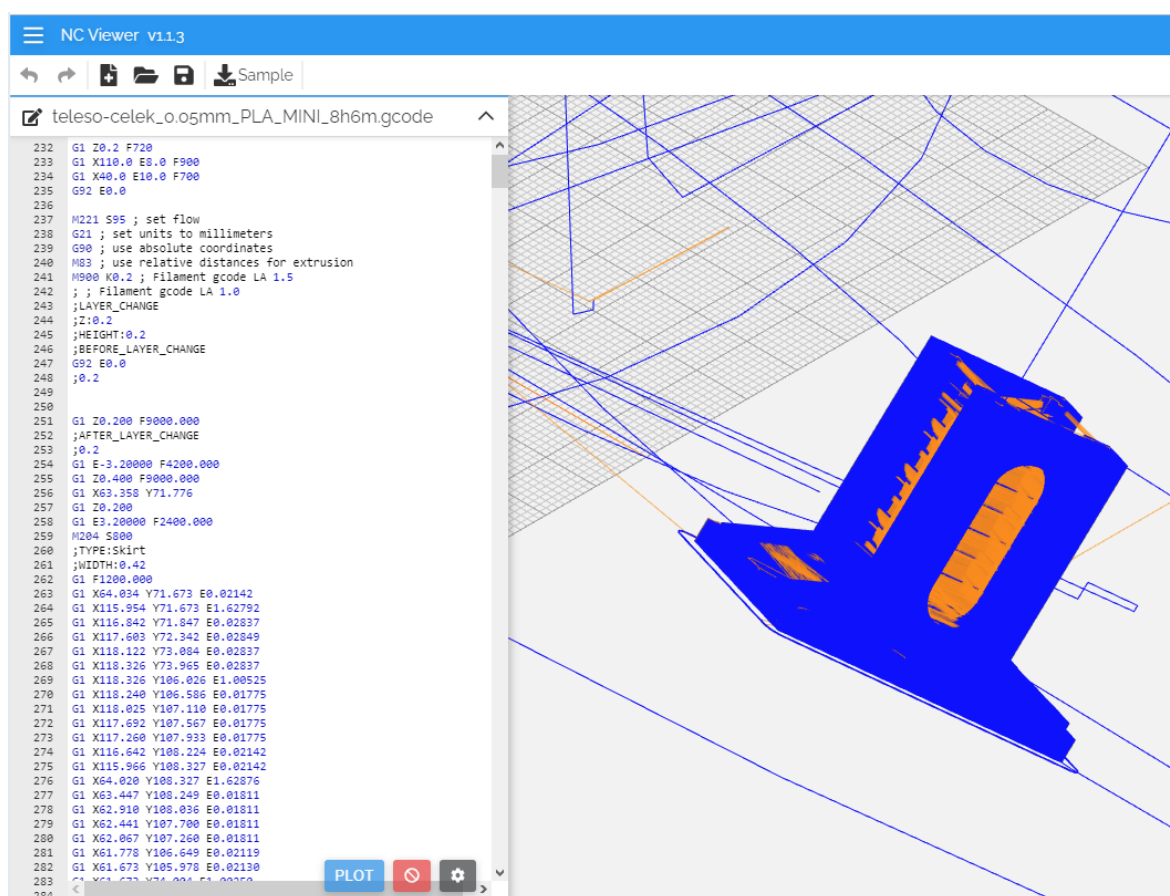 NC Viewer v1.1.3
Sample
teleso-celek_0.05mm_PLA_MINI_8h6m.gcode
232 G1 Z0.2 F720
233 G1 X110.0 E8.0 F900
234 G1 X40.0 E10.0 F700
235 G92 E0.0
236
237 M221 S95 ; set flow
238 G21 ; set units to millimeters
239 G90 ; use absolute coordinates
240 M83 ; use relative distances for extrusion
241 M900 K0.2 ; Filament gcode LA 1.5
242 ; ; Filament gcode LA 1.0
243 ;LAYER_CHANGE
244 ;Z:0.2
245 ;HEIGHT:0.2
246 ;BEFORE_LAYER_CHANGE
247 G92 E0.0
248 ;0.2
249
250
251 G1 Z0.200 F9000.000
252 ;AFTER_LAYER_CHANGE
253 ;0.2
254 G1 E-3.20000 F4200.000
255 G1 Z0.400 F9000.000
256 G1 X63.358 Y71.776
257 G1 Z0.200
258 G1 E3.20000 F2400.000
259 M204 S800
260 ;TYPE:Skirt
261 ;WIDTH:0.42
262 G1 F1200.000
263 G1 X64.034 Y71.673 E0.02142
264 G1 X115.954 Y71.673 E1.62792
265 G1 X116.842 Y71.847 E0.02837
266 G1 X117.603 Y72.342 E0.02849
267 G1 X118.122 Y73.084 E0.02837
268 G1 X118.326 Y73.965 E0.02837
269 G1 X118.326 Y106.026 E1.00525
270 G1 X118.240 Y106.586 E0.01775
271 G1 X118.025 Y107.110 E0.01775
272 G1 X117.692 Y107.567 E0.01775
273 G1 X117.260 Y107.933 E0.01775
274 G1 X116.642 Y108.224 E0.02142
275 G1 X115.966 Y108.327 E0.02142
276 G1 X64.020 Y108.327 E1.62876
277 G1 X63.447 Y108.249 E0.01811
278 G1 X62.910 Y108.036 E0.01811
279 G1 X62.441 Y107.700 E0.01811
280 G1 X62.067 Y107.260 E0.01811
281 G1 X61.778 Y106.649 E0.02119
282 G1 X61.673 Y105.978 E0.02130
283
PLOT